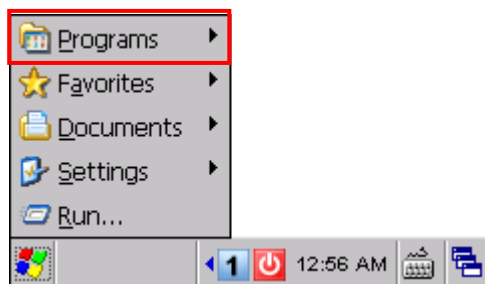 Programs
Favorites
Documents
Settings
Run...
1 12:56 AM